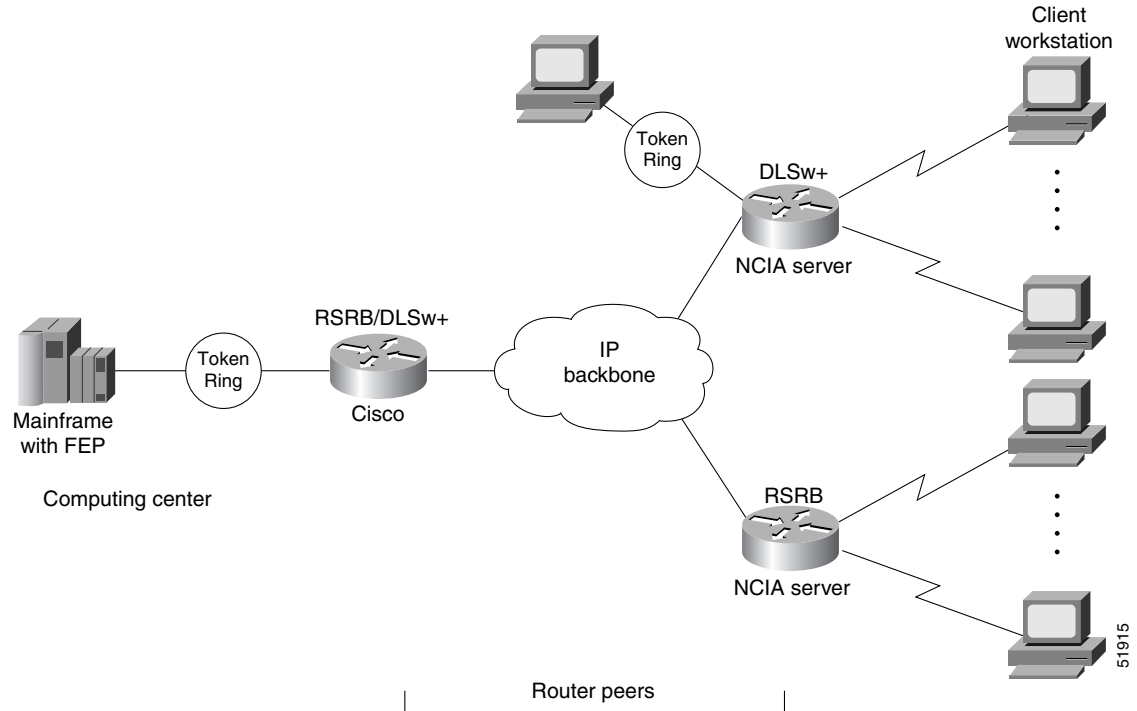 Client
workstation
Token
Ring
DLSw+
NCIA server
RSRB/DLSw+
Token
Ring
IP
backbone
Cisco
Mainframe
with FEP
Computing center
RSRB
NCIA server
51915
Router peers